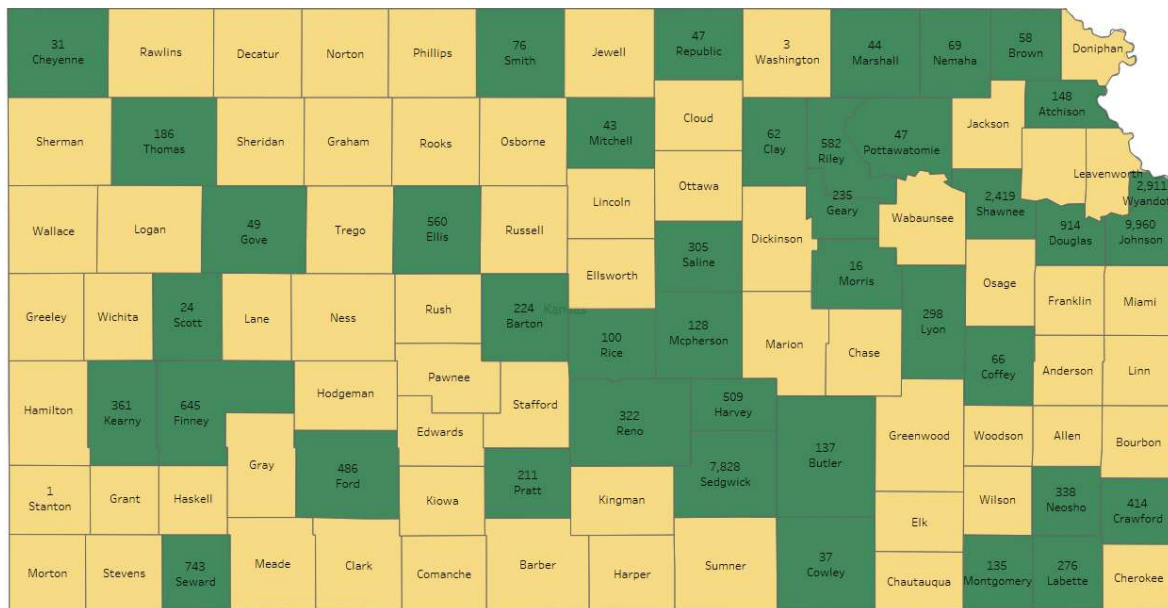 31
Cheyenne
Rawlins
Decatur
Norton
Phillips
76
Smith
Jewell
47
Republic
3
Washington
44
Marshall
69
Nemaha
58
Brown
Doniphan
Sherman
186
Thomas
Sheridan
Graham
Rooks
Osborne
43
Mitchell
Cloud
62
Clay
582
Riley
47
Pottawatomie
Jackson
148
Atchison
Leavenworth
Wallace
Logan
49
Gove
Trego
560
Ellis
Russell
Lincoln
Ottawa
Dickinson
235
Geary
Wabaunsee
2,419
Shawnee
914
Douglas
2,911
Wyandot
9,960
Johnson
Greeley
Wichita
24
Scott
Lane
Ness
Rush
224
Barton
Kansas
Ellsworth
305
Saline
16
Morris
Osage
Franklin
Miami
100
Rice
128
Mcpherson
Marion
Chase
298
Lyon
66
Coffey
Anderson
Linn
Hamilton
361
Kearny
645
Finney
Hodgeman
Pawnee
Edwards
Stafford
322
Reno
509
Harvey
137
Butler
Greenwood
Woodson
Allen
Bourbon
1
Stanton
Grant
Haskell
Gray
486
Ford
Kiowa
211
Pratt
Kingman
7,828
Sedgwick
Elk
Wilson
338
Neosho
414
Crawford
Morton
Stevens
743
Seward
Meade
Clark
Comanche
Barber
Harper
Sumner
37
Cowley
Chautauqua
135
Montgomery
276
Labette
Cherokee